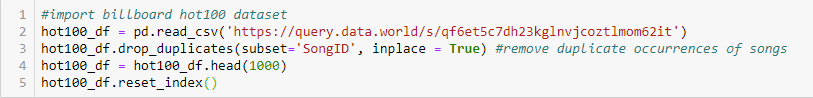 1 #import billboard hot100 dataset
2 hot100_df = pd.read_csv('https://query.data.world/s/qf6et5c7dh23kglnvjcoztlmom62it')
3 hot100_df.drop_duplicates(subset='SongID', inplace = True) #remove duplicate occurrences of songs
4 hot100_df = hot100_df.head(1000)
5 hot100_df.reset_index()